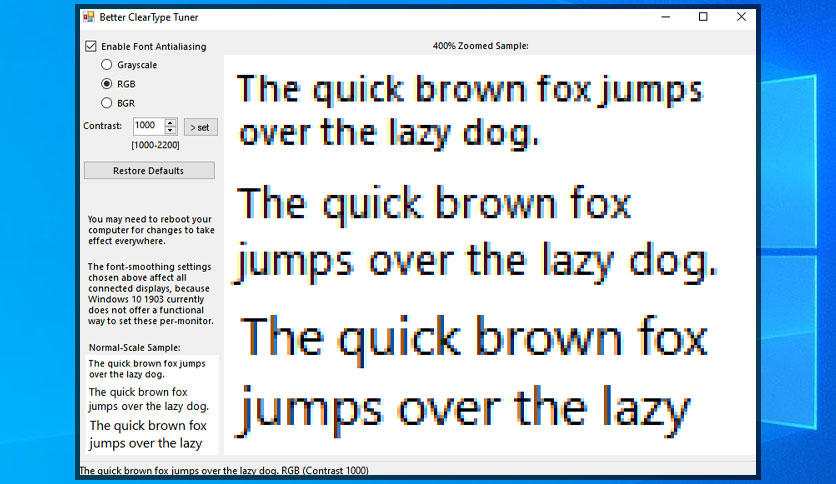 Better ClearType Tuner
Enable Font Antialiasing
Grayscale
RGB
BGR
Contrast:
1000
> set
[1000-2200]
Restore Defaults
You may need to reboot your
computer for changes to take
effect everywhere.
The font-smoothing settings
chosen above affect all
connected displays, because
Windows 10 1903 currently
does not offer a functional
way to set these per-monitor.
Normal-Scale Sample:
The quick brown fox jumps
over the lazy dog.
The quick brown fox
jumps over the lazy dog.
The quick brown fox
jumps over the lazy
400% Zoomed Sample:
The quick brown fox jumps
over the lazy dog.
The quick brown fox
jumps over the lazy dog.
The quick brown fox
jumps over the lazy
The quick brown fox jumps over the lazy dog. RGB (Contrast 1000)